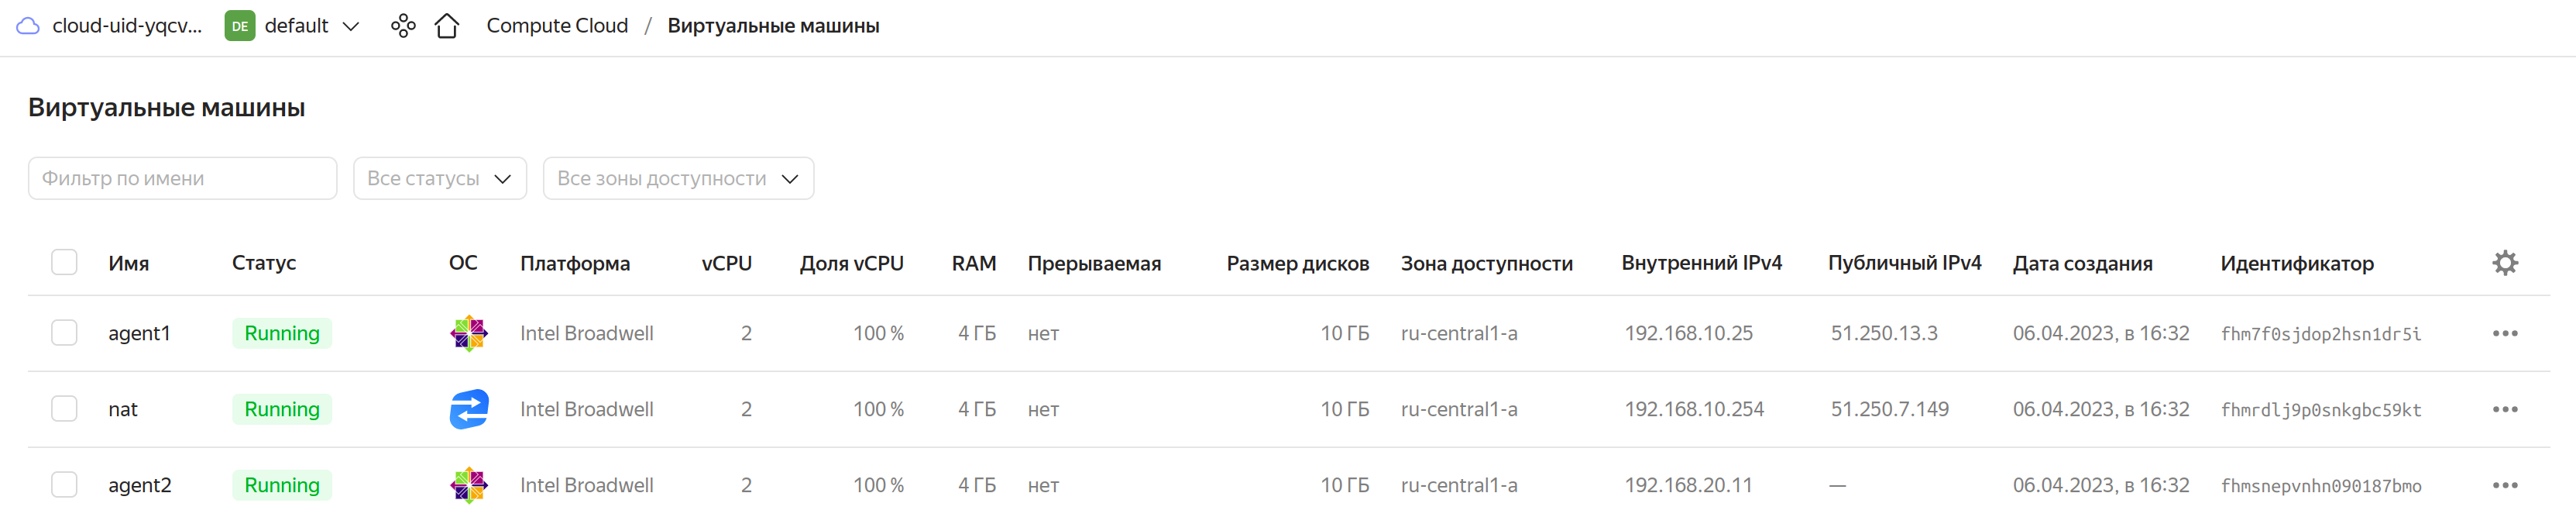 cloud-uid-yqcv... DE default Compute Cloud / Виртуальные машины
Виртуальные машины
Фильтр по имени Все статусы Все зоны доступности
Имя Статус ОС Платформа vCPU Доля vCPU RAM Прерываемая Размер дисков Зона доступности Внутренний IPv4 Публичный IPv4 Дата создания Идентификатор
agent1 Running Intel Broadwell 2 100 % 4 ГБ нет 10 ГБ ru-central1-a 192.168.10.25 51.250.13.3 06.04.2023, в 16:32 fhm7f0sjdop2hsn1dr5i
nat Running Intel Broadwell 2 100 % 4 ГБ нет 10 ГБ ru-central1-a 192.168.10.254 51.250.7.149 06.04.2023, в 16:32 fhmrdlj9p0snkgbc59kt
agent2 Running Intel Broadwell 2 100 % 4 ГБ нет 10 ГБ ru-central1-a 192.168.20.11 — 06.04.2023, в 16:32 fhmsnepvnhn090187bmo